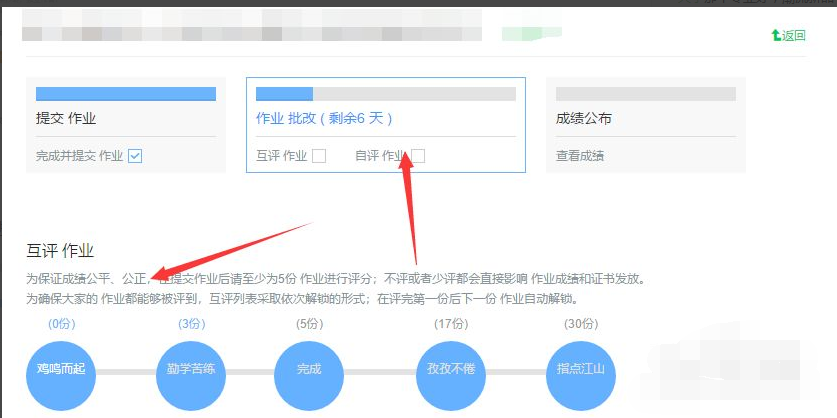 返回
提交 作业
作业 批改 ( 剩余6 天 )
成绩公布
完成并提交 作业
互评 作业
自评 作业
查看成绩
互评 作业
为保证成绩公平、公正，在提交作业后请至少为5份 作业进行评分；不评或者少评都会直接影响 作业成绩和证书发放。
为确保大家的 作业都能够被评到，互评列表采取依次解锁的形式；在评完第一份后下一份 作业自动解锁。
(0份)
(3份)
(5份)
(17份)
(30份)
鸡鸣而起
勤学苦练
完成
孜孜不倦
指点江山